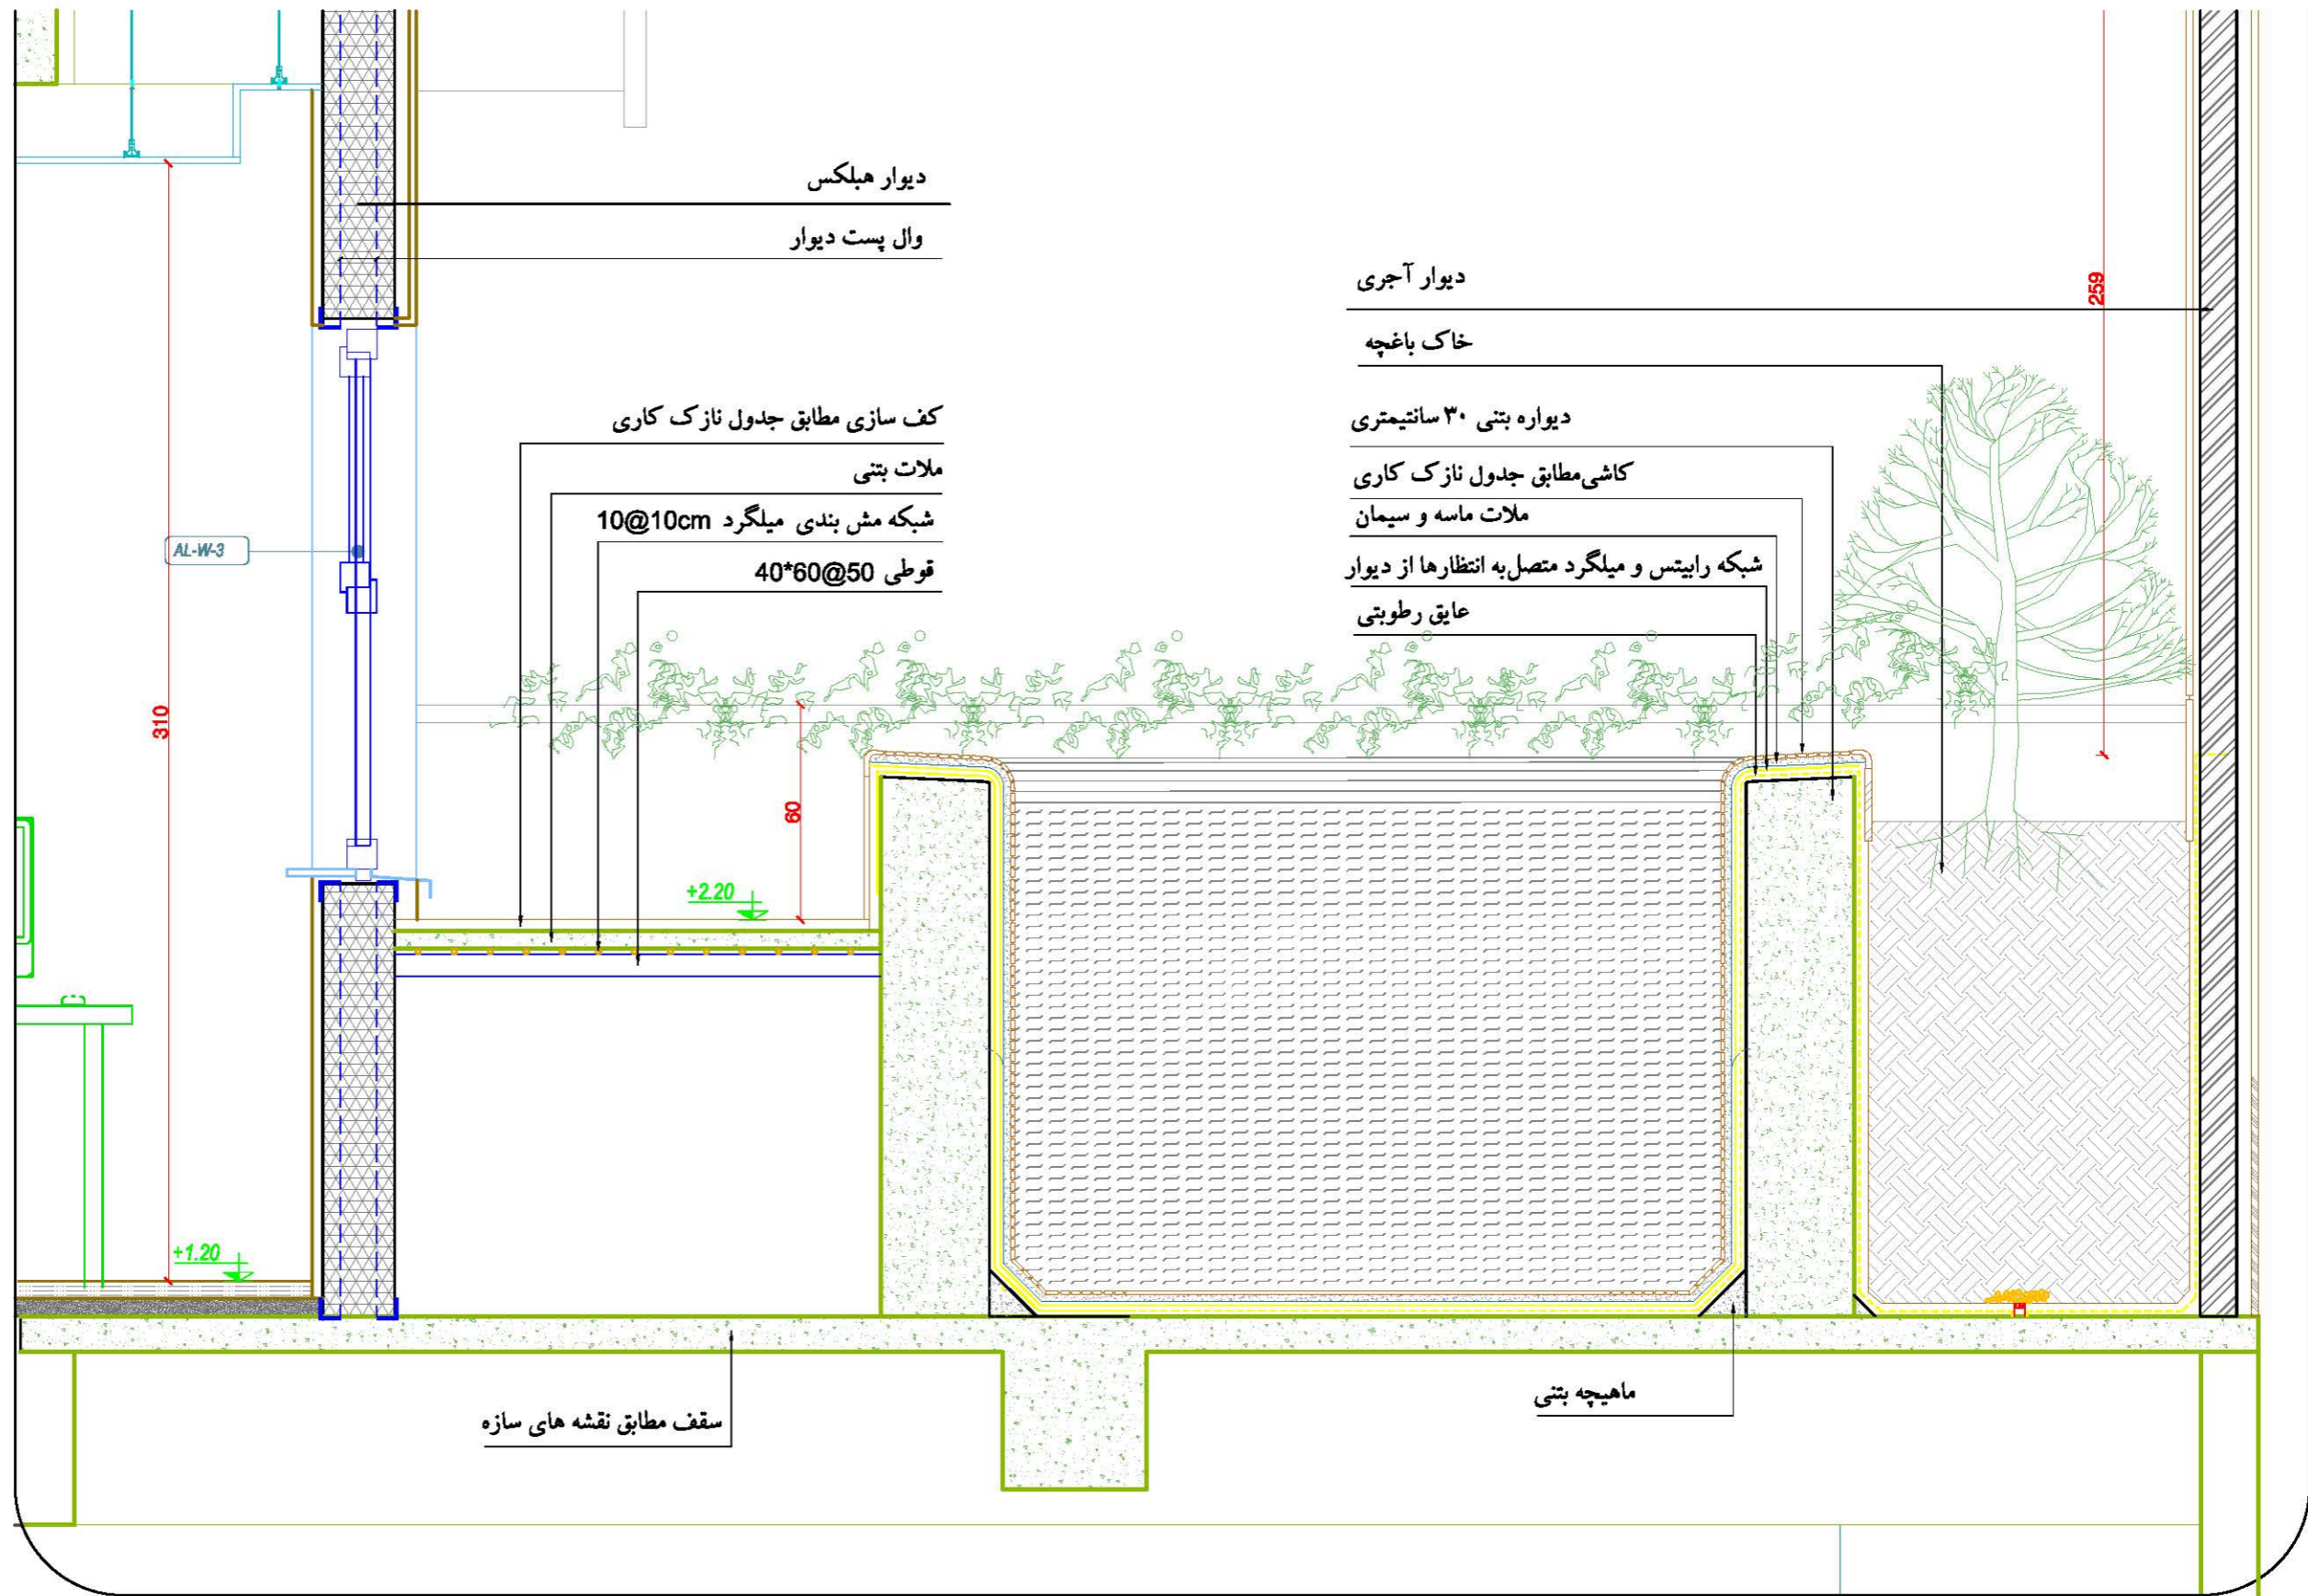 دیوار هبلکس
وال پست دیوار
دیوار آجری
خاک باغچه
259
کف سازی مطابق جدول نازک کاری
ملات بتنی
شبکه مش بندی میلگرد 10@10cm
قوطی 40*60@50
دیواره بتنی ۳۰ سانتیمتری
کاشی مطابق جدول نازک کاری
ملات ماسه و سیمان
شبکه رابیتس و میلگرد متصل به انتظارها از دیوار
عایق رطوبتی
AL-W-3
310
60
+2.20
+1.20
سقف مطابق نقشه های سازه
ماهیچه بتنی